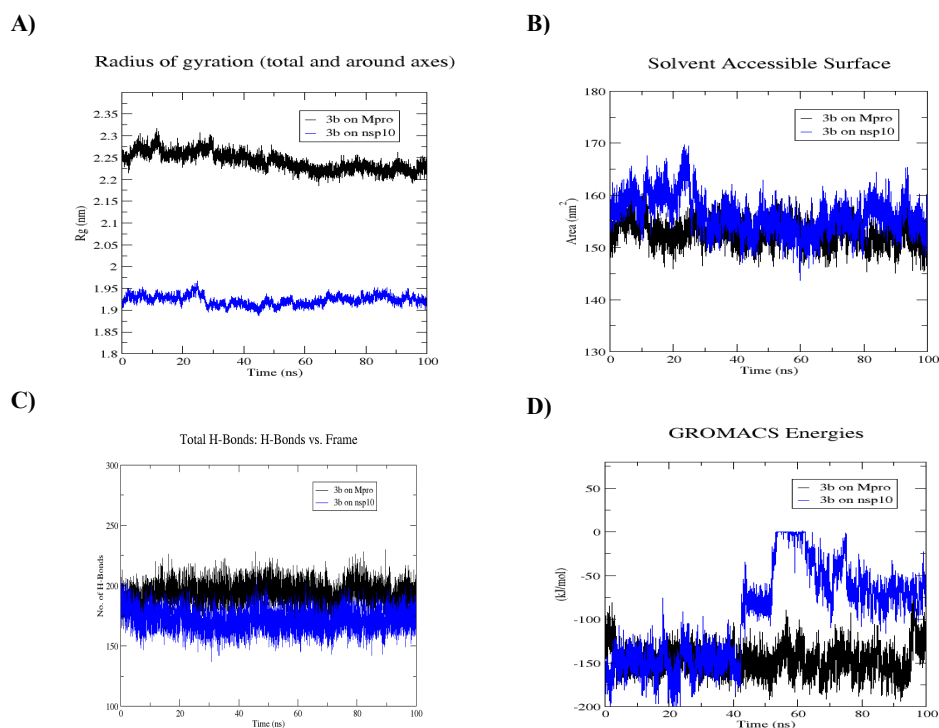 A)
Radius of gyration (total and around axes)
Rg (nm)
2.35
2.3
2.25
2.2
2.15
2.1
2.05
2
1.95
1.9
1.85
1.8
3b on Mpro
3b on nsp10
0 20 40 60 80 100
Time (ns)
B)
Solvent Accessible Surface
Area (nm²)
180
170
160
150
140
130
3b on Mpro
3b on nsp10
0 20 40 60 80 100
Time (ns)
C)
Total H-Bonds: H-Bonds vs. Frame
No. of H-Bonds
300
250
200
150
100
3b on Mpro
3b on nsp10
0 20 40 60 80 100
Time (ns)
D)
GROMACS Energies
(kJ/mol)
50
0
-50
-100
-150
-200
3b on Mpro
3b on nsp10
0 20 40 60 80 100
Time (ns)